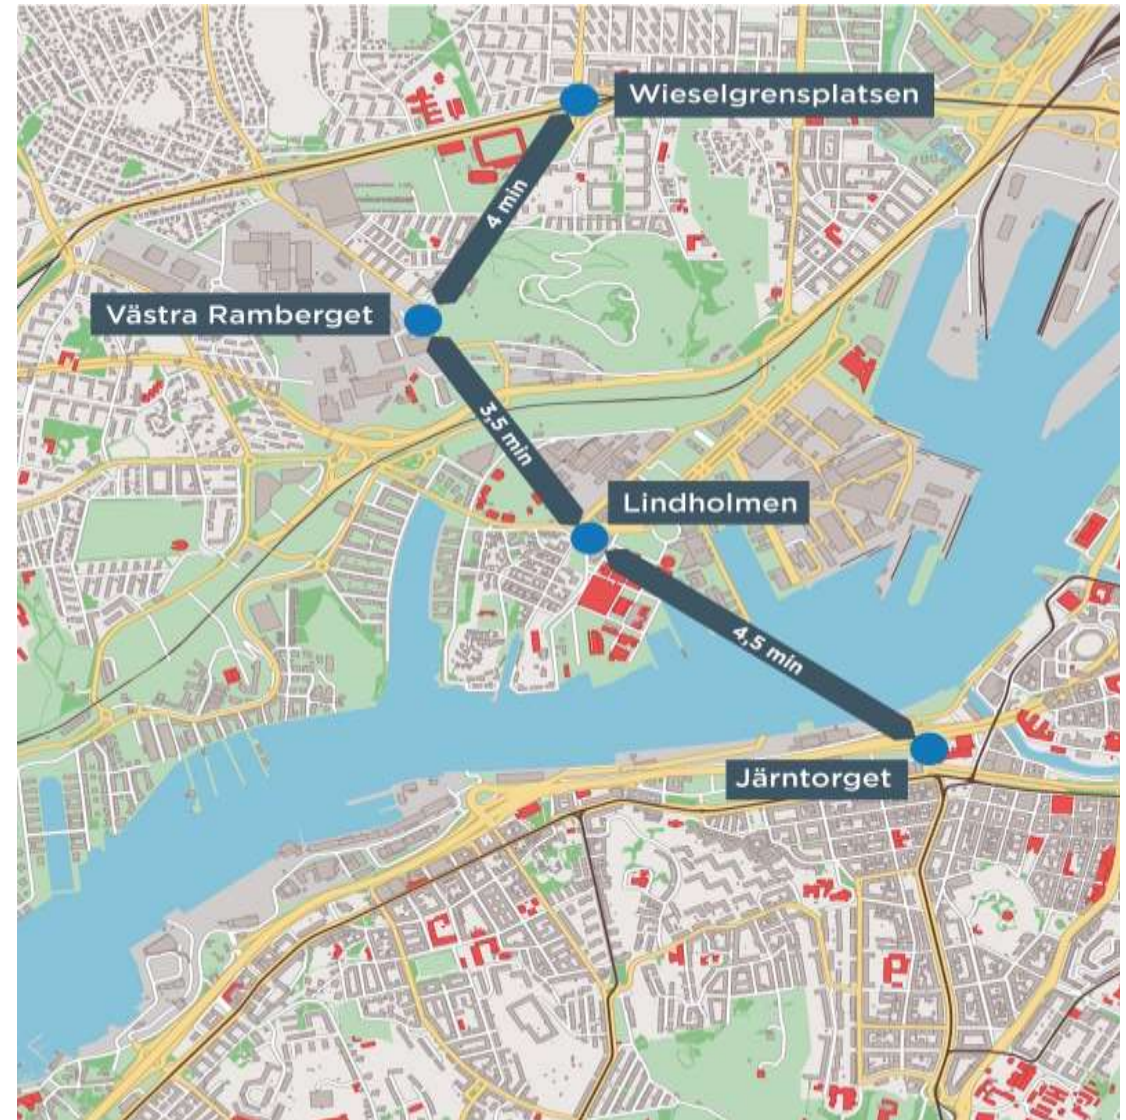 Wieselgrensplatsen
4 min
Västra Ramberget
3,5 min
Lindholmen
4,5 min
Järntorget